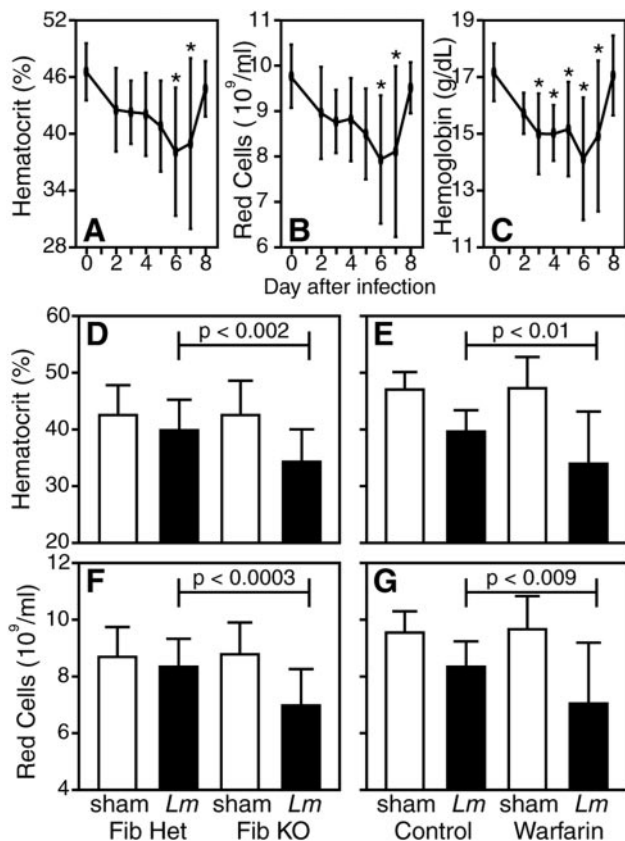 52
46
40
34
28
Hematocrit (%)
A
0 2 4 6 8
* *
11
10
9
8
7
6
Red Cells (10⁹/ml)
B
0 2 4 6 8
* *
19
17
15
13
11
Hemoglobin (g/dL)
C
0 2 4 6 8
* * * * *
Day after infection
60
50
40
30
20
Hematocrit (%)
D
p < 0.002
E
p < 0.01
12
10
8
6
4
Red Cells (10⁹/ml)
F
p < 0.0003
G
p < 0.009
sham Lm sham Lm
Fib Het Fib KO
sham Lm sham Lm
Control Warfarin